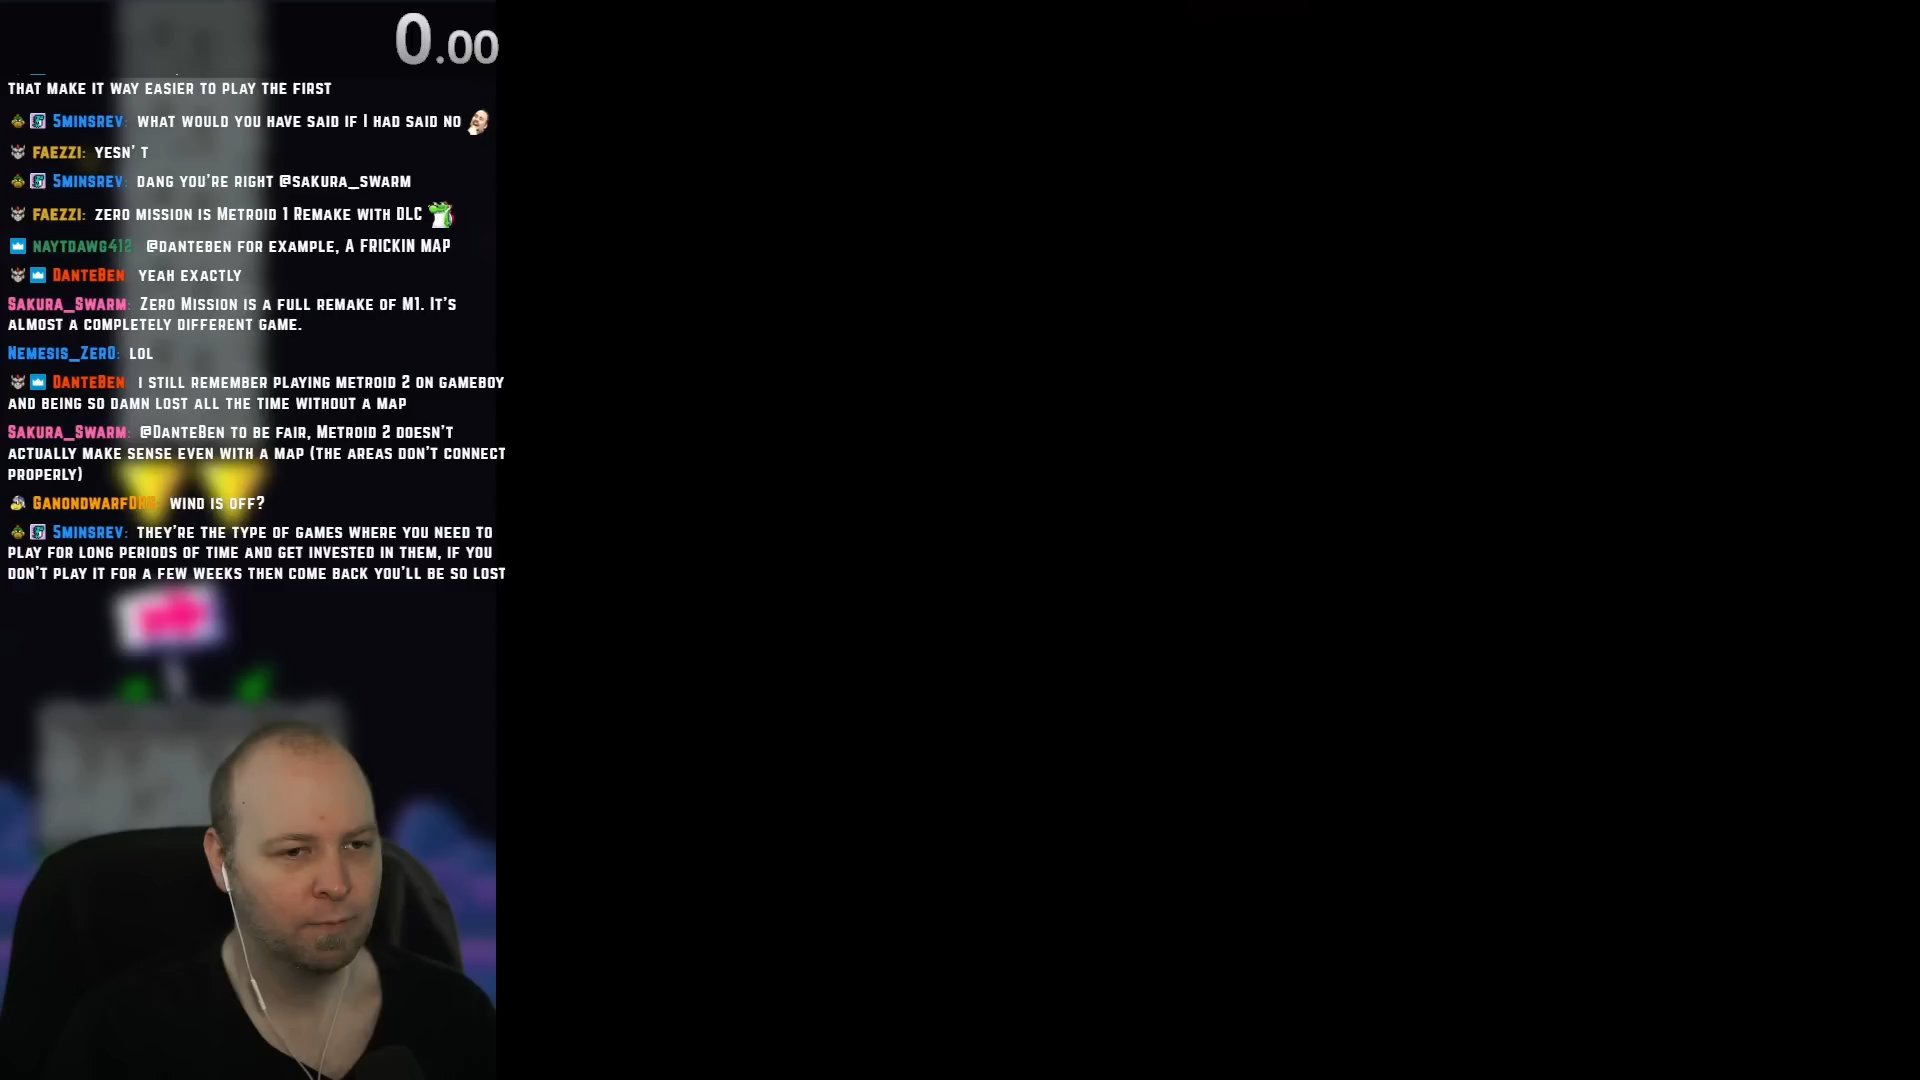 0.00
THAT MAKE IT WAY EASIER TO PLAY THE FIRST
5MINSREV: WHAT WOULD YOU HAVE SAID IF I HAD SAID NO
FAEZZI: YESN' T
5MINSREV: DANG YOU'RE RIGHT @SAKURA_SWARM
FAEZZI: ZERO MISSION IS METROID 1 REMAKE WITH DLC
NAYTDAWG412 @DANTEBEN FOR EXAMPLE, A FRICKIN MAP
DANTEBEN YEAH EXACTLY
SAKURA_SWARM: ZERO MISSION IS A FULL REMAKE OF M1. IT'S
ALMOST A COMPLETELY DIFFERENT GAME.
NEMESIS_ZER0: LOL
DANTEBEN I STILL REMEMBER PLAYING METROID 2 ON GAMEBOY
AND BEING SO DAMN LOST ALL THE TIME WITHOUT A MAP
SAKURA_SWARM: @DANTEBEN TO BE FAIR, METROID 2 DOESN'T
ACTUALLY MAKE SENSE EVEN WITH A MAP (THE AREAS DON'T CONNECT
PROPERLY)
WIND IS OFF?
5MINSREV: THEY'RE THE TYPE OF GAMES WHERE YOU NEED TO
PLAY FOR LONG PERIODS OF TIME AND GET INVESTED IN THEM, IF YOU
DON'T PLAY IT FOR A FEW WEEKS THEN COME BACK YOU'LL BE SO LOST